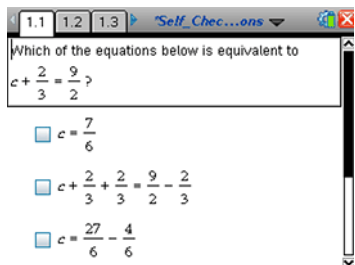 1.1 1.2 1.3 *Self_Chec...ons
Which of the equations below is equivalent to
c + 2/3 = 9/2 ?
c = 7/6
c + 2/3 + 2/3 = 9/2 - 2/3
c = 27/6 - 4/6